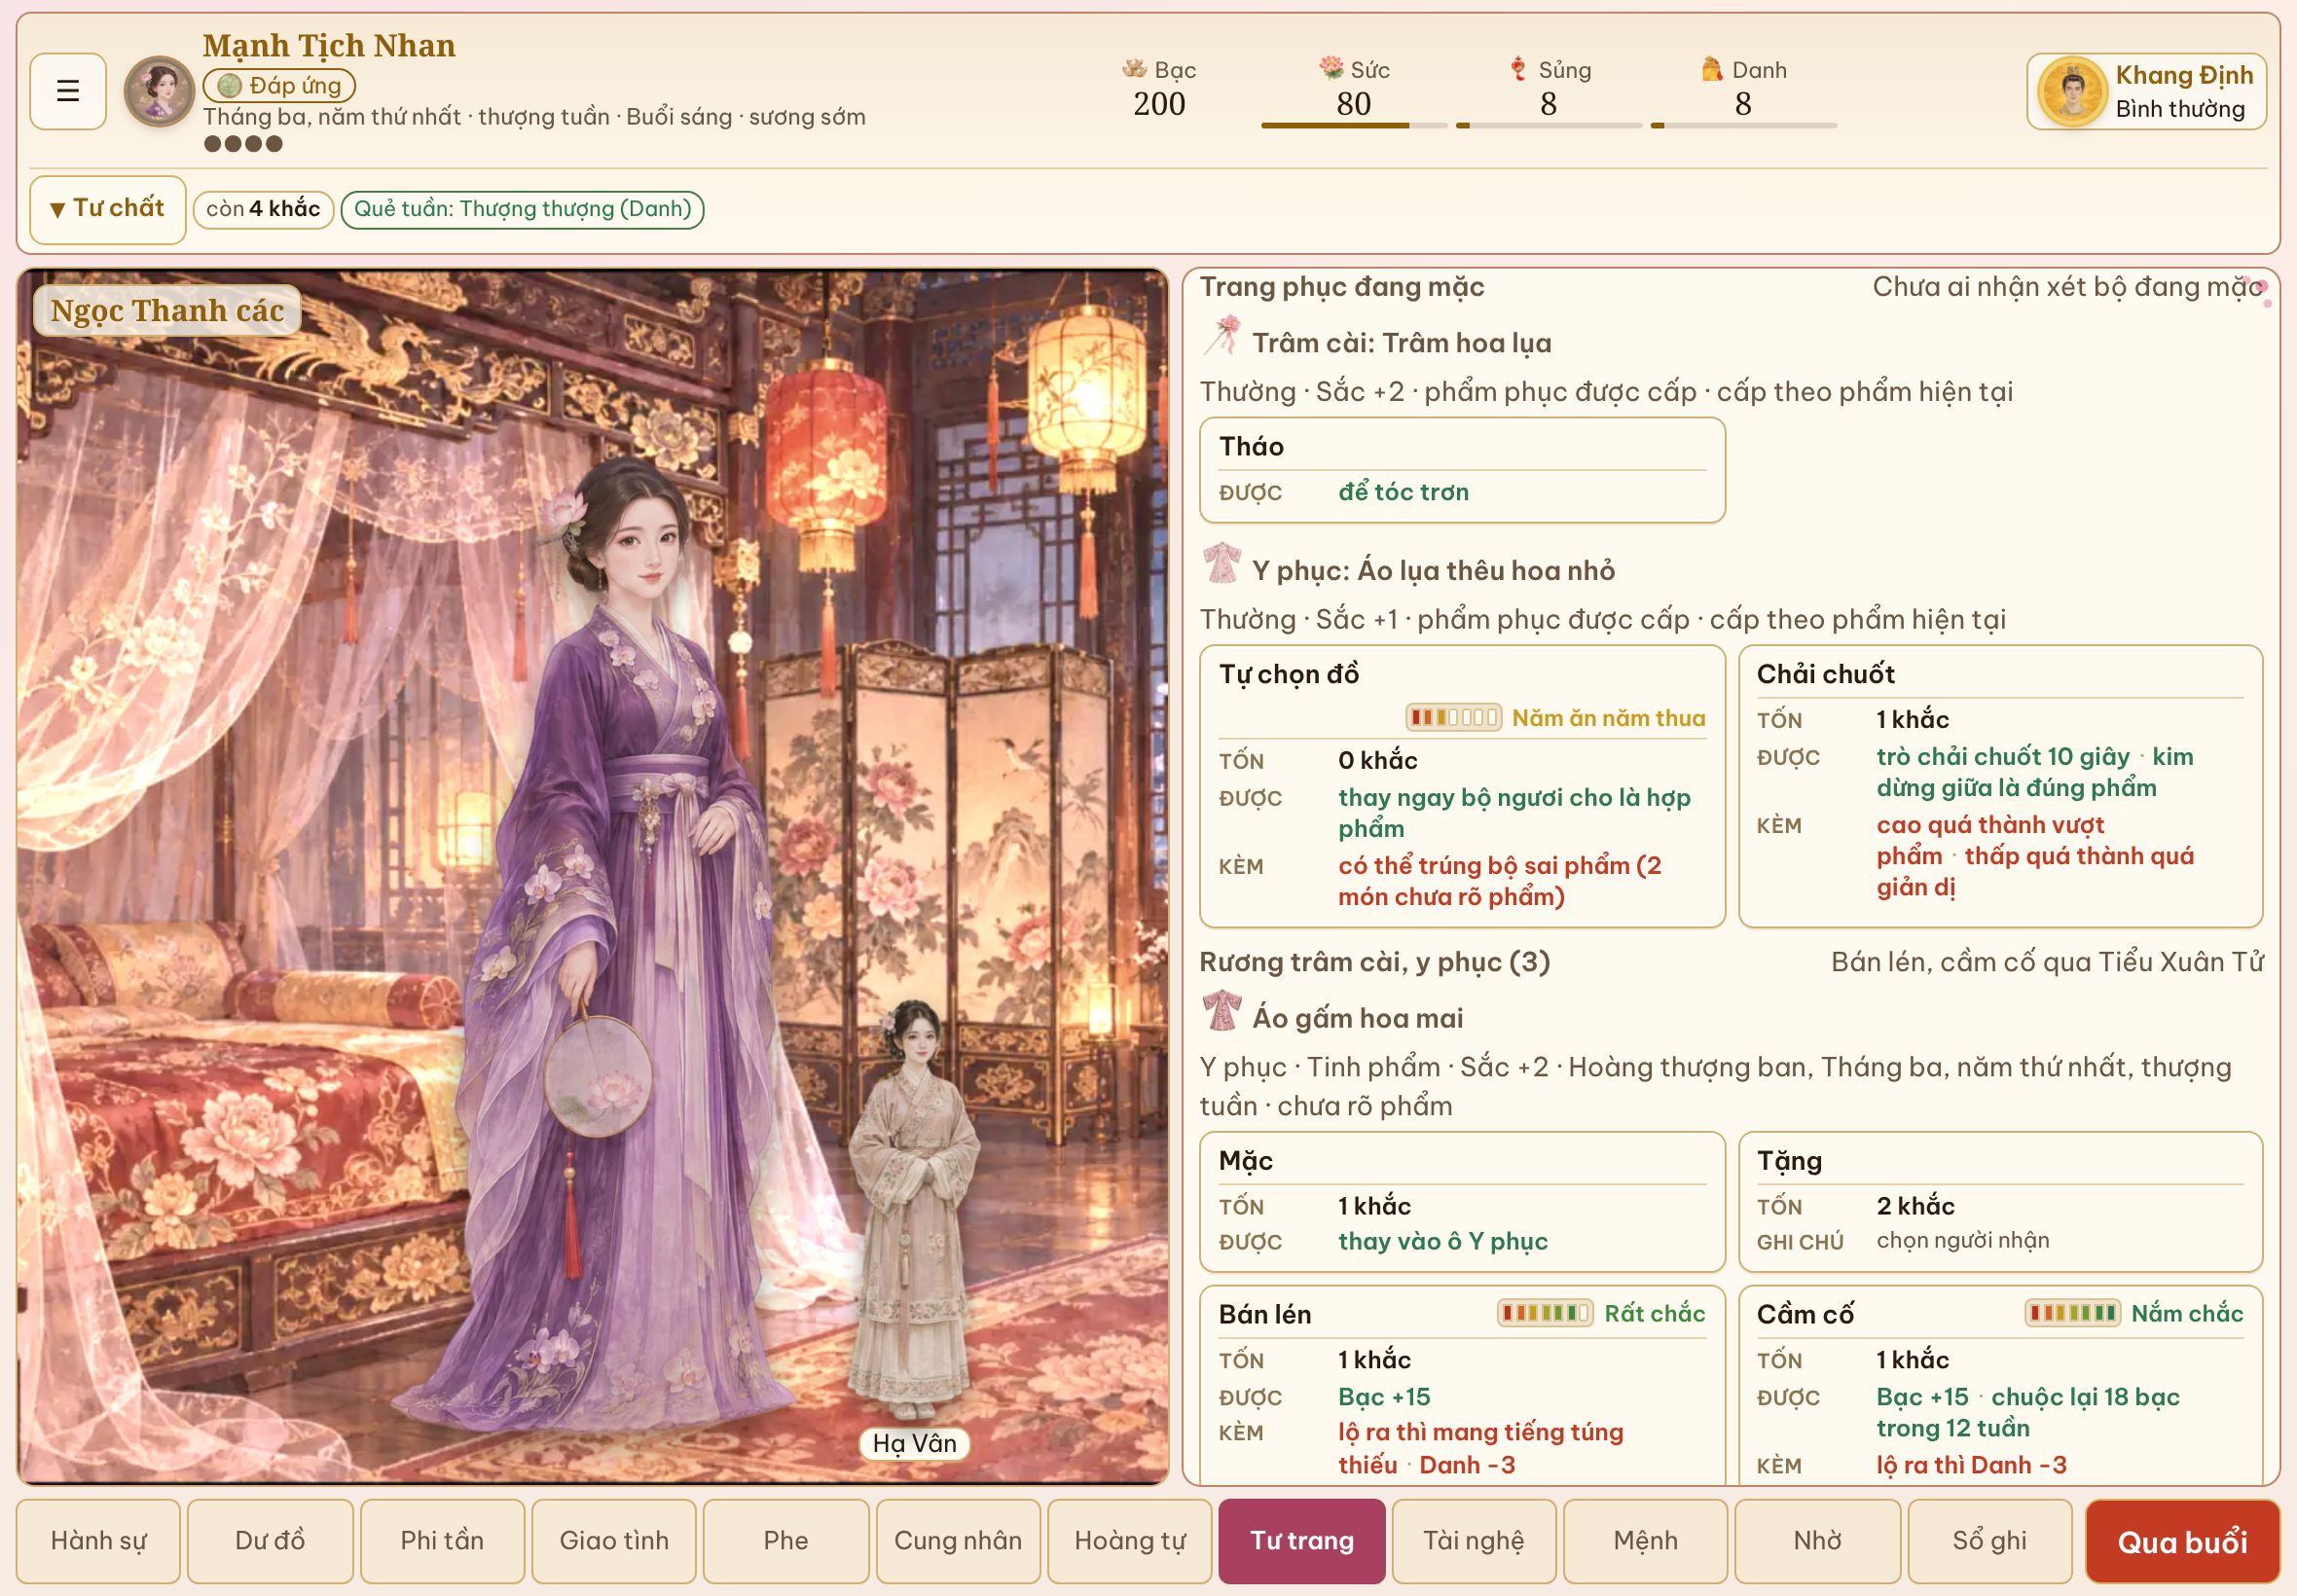 ☰
Mạnh Tịch Nhan
Đáp ứng
Tháng ba, năm thứ nhất · thượng tuần · Buổi sáng · sương sớm
Bạc
200
Sức
80
Sủng
8
Danh
8
Khang Định
Bình thường
▼ Tư chất
còn 4 khắc
Quẻ tuần: Thượng thượng (Danh)
Ngọc Thanh các
Hạ Vân
Trang phục đang mặc
Chưa ai nhận xét bộ đang mặc
Trâm cài: Trâm hoa lụa
Thường · Sắc +2 · phẩm phục được cấp · cấp theo phẩm hiện tại
Tháo
ĐƯỢC để tóc trơn
Y phục: Áo lụa thêu hoa nhỏ
Thường · Sắc +1 · phẩm phục được cấp · cấp theo phẩm hiện tại
Tự chọn đồ
Năm ăn năm thua
TỐN 0 khắc
ĐƯỢC thay ngay bộ ngươi cho là hợp
phẩm
KÈM có thể trúng bộ sai phẩm (2
món chưa rõ phẩm)
Chải chuốt
TỐN 1 khắc
ĐƯỢC trò chải chuốt 10 giây · kim
dừng giữa là đúng phẩm
KÈM cao quá thành vượt
phẩm · thấp quá thành quá
giản dị
Rương trâm cài, y phục (3)
Bán lén, cầm cố qua Tiểu Xuân Tử
Áo gấm hoa mai
Y phục · Tinh phẩm · Sắc +2 · Hoàng thượng ban, Tháng ba, năm thứ nhất, thượng
tuần · chưa rõ phẩm
Mặc
TỐN 1 khắc
ĐƯỢC thay vào ô Y phục
Tặng
TỐN 2 khắc
GHI CHÚ chọn người nhận
Bán lén
Rất chắc
TỐN 1 khắc
ĐƯỢC Bạc +15
KÈM lộ ra thì mang tiếng túng
thiếu · Danh -3
Cầm cố
Nắm chắc
TỐN 1 khắc
ĐƯỢC Bạc +15 · chuộc lại 18 bạc
trong 12 tuần
KÈM lộ ra thì Danh -3
Hành sự
Dư đồ
Phi tần
Giao tình
Phe
Cung nhân
Hoàng tự
Tư trang
Tài nghệ
Mệnh
Nhờ
Sổ ghi
Qua buổi